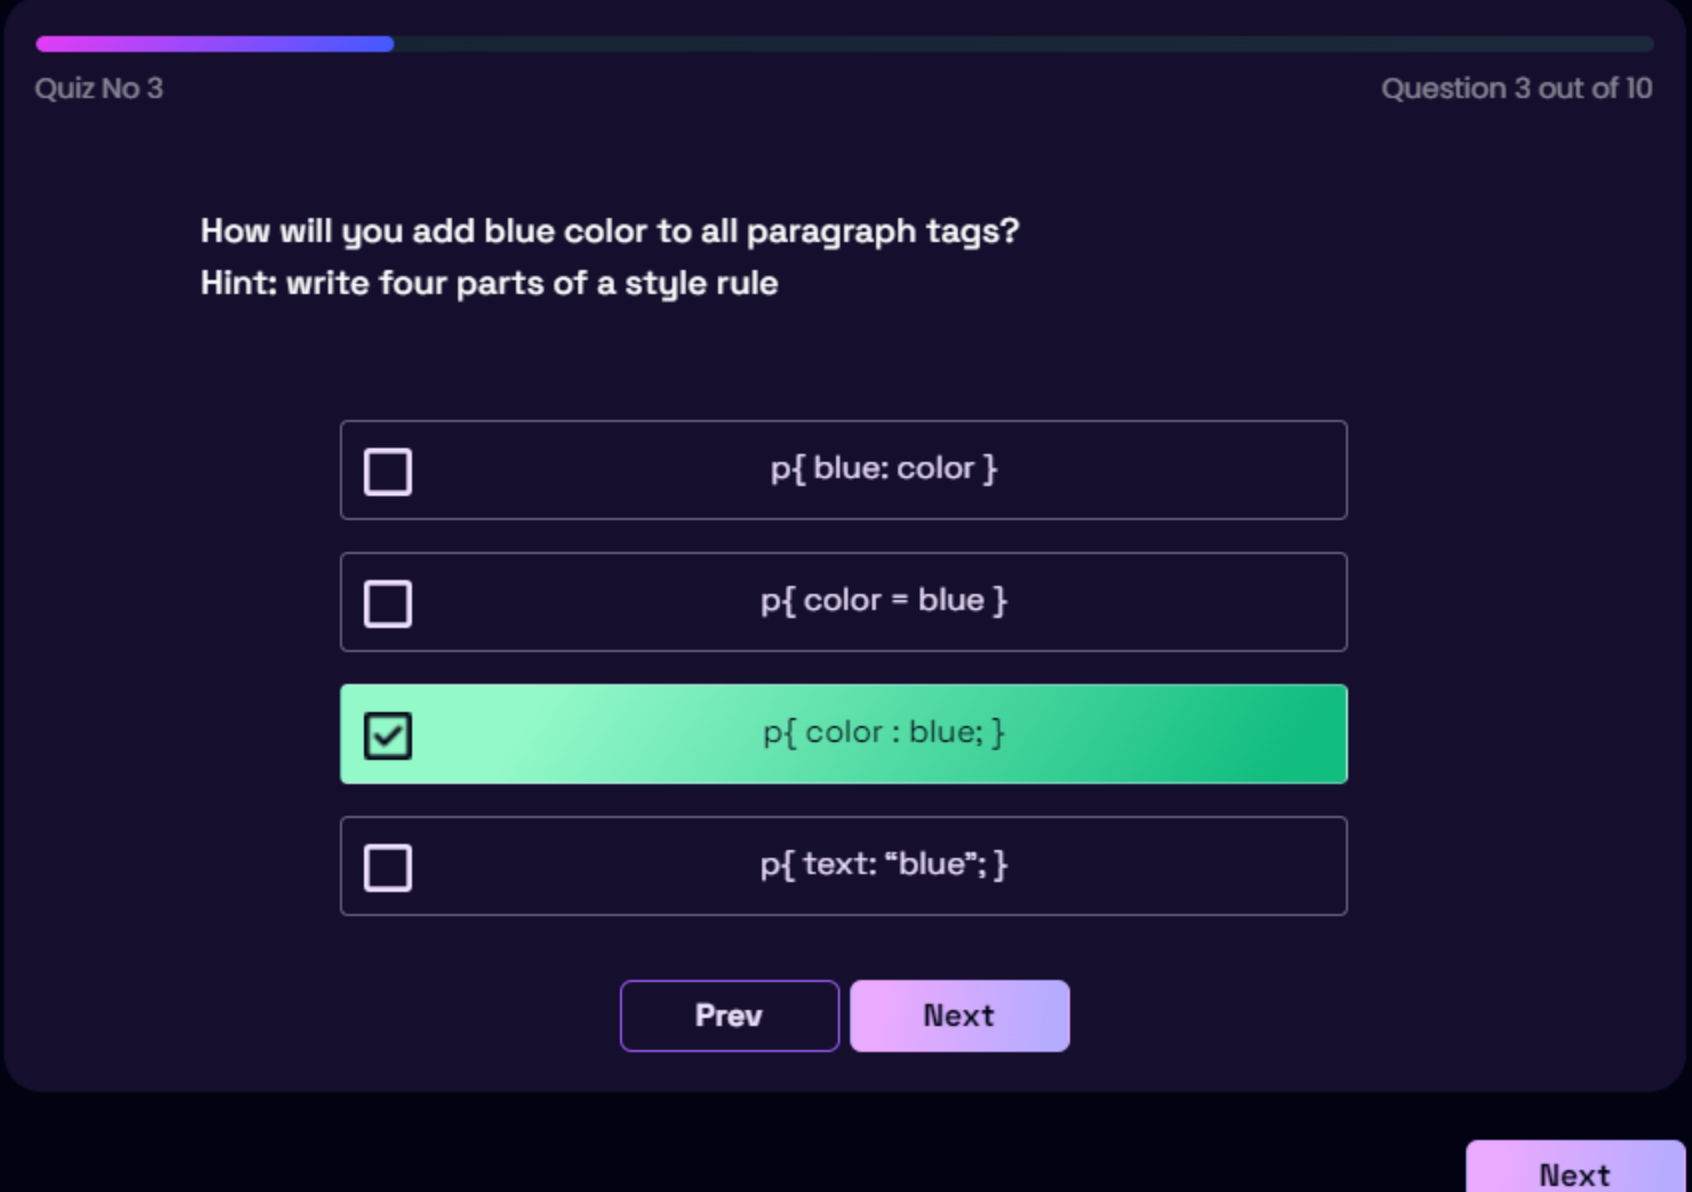 Quiz No 3
Question 3 out of 10
How will you add blue color to all paragraph tags?
Hint: write four parts of a style rule
p{ blue: color }
p{ color = blue }
p{ color : blue; }
p{ text: “blue”; }
Prev
Next
Next